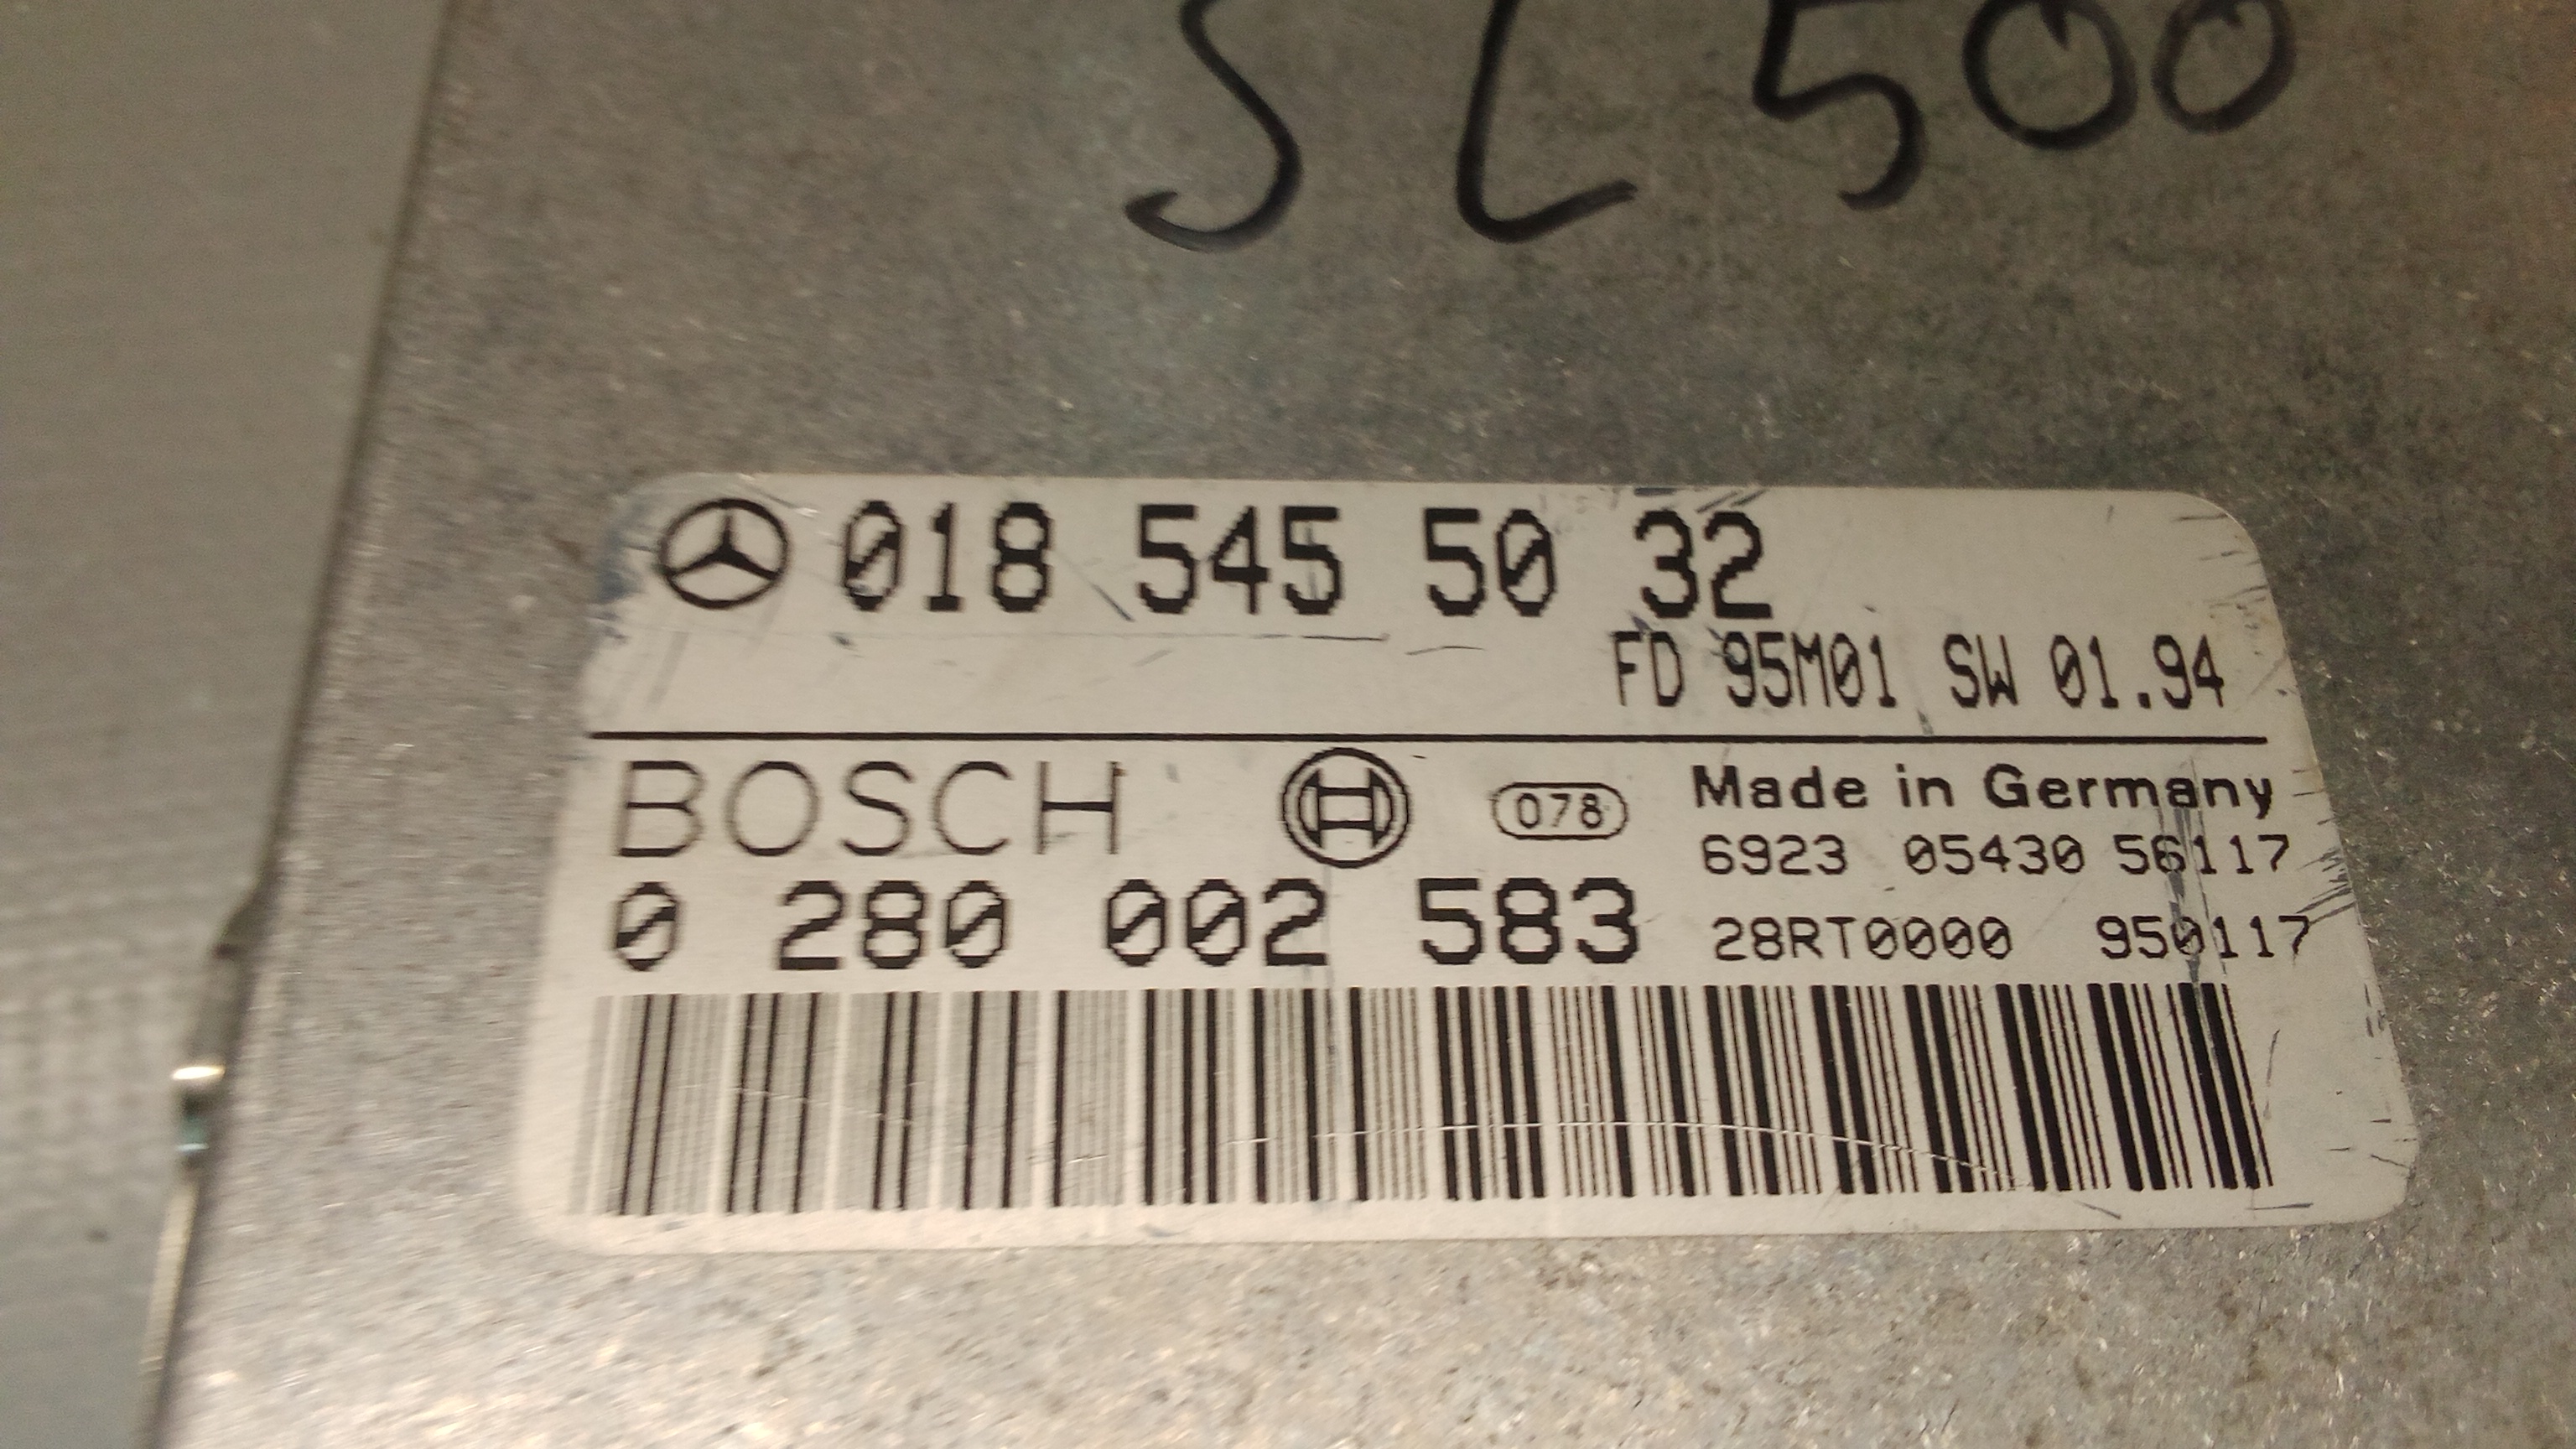 SL500
018 545 50 32
FD 95M01 SW 01.94
BOSCH 078 Made in Germany
6923 05430 56117
0 280 002 583 28RT0000 950117